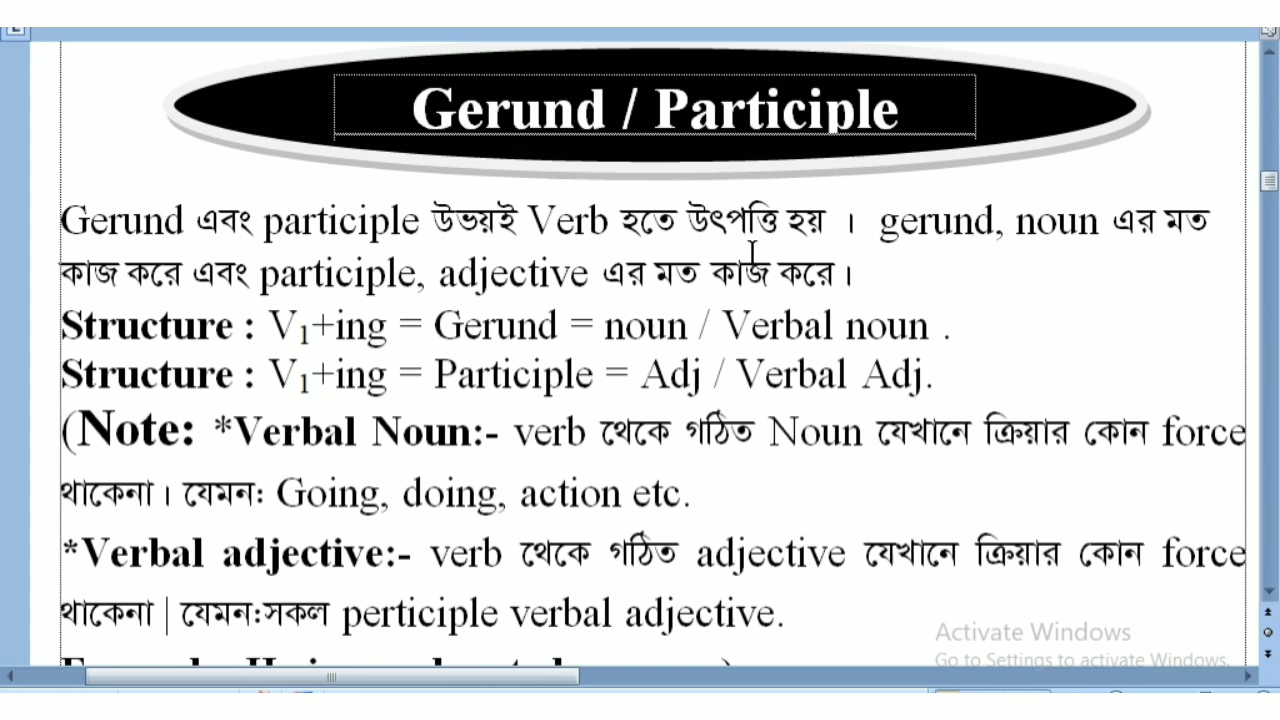 Gerund / Participle
Gerund এবং participle উভয়ই Verb হতে উৎপত্তি হয় । gerund, noun এর মত
কাজ করে এবং participle, adjective এর মত কাজ করে।
Structure : V₁+ing = Gerund = noun / Verbal noun .
Structure : V₁+ing = Participle = Adj / Verbal Adj.
(Note: *Verbal Noun:- verb থেকে গঠিত Noun যেখানে ক্রিয়ার কোন force
থাকেনা। যেমনঃ Going, doing, action etc.
*Verbal adjective:- verb থেকে গঠিত adjective যেখানে ক্রিয়ার কোন force
থাকেনা | যেমনঃসকল perticiple verbal adjective.
Activate Windows
Go to Settings to activate Windows.